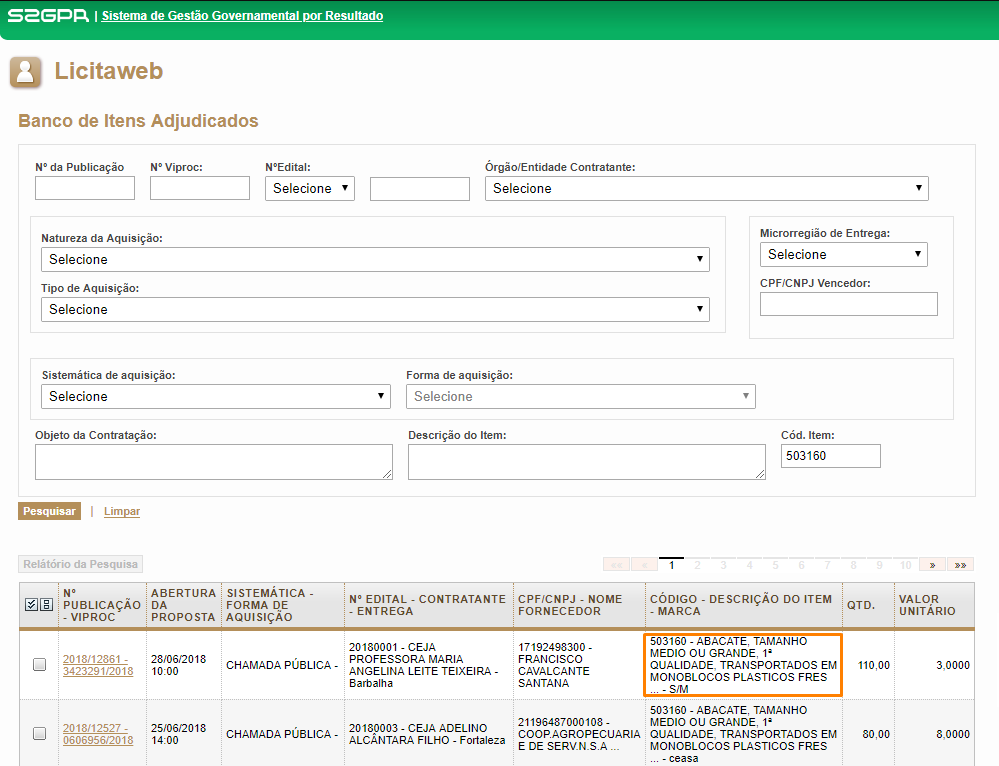 S2GPR | Sistema de Gestão Governamental por Resultado
Licitaweb
Banco de Itens Adjudicados
Nº da Publicação Nº Viproc: NºEdital: Órgão/Entidade Contratante:
Selecione Selecione
Natureza da Aquisição: Microrregião de Entrega:
Selecione Selecione
Tipo de Aquisição: CPF/CNPJ Vencedor:
Selecione
Sistemática de aquisição: Forma de aquisição:
Selecione Selecione
Objeto da Contratação: Descrição do Item: Cód. Item:
503160
Pesquisar | Limpar
Relatório da Pesquisa << < 1 2 3 4 5 6 7 8 9 10 » »»
Nº PUBLICAÇÃO - VIPROC
ABERTURA DA PROPOSTA
SISTEMÁTICA - FORMA DE AQUISIÇÃO
Nº EDITAL - CONTRATANTE - ENTREGA
CPF/CNPJ - NOME FORNECEDOR
CÓDIGO - DESCRIÇÃO DO ITEM - MARCA
QTD.
VALOR UNITÁRIO
2018/12861 -
3423291/2018
28/06/2018
10:00
CHAMADA PÚBLICA -
20180001 - CEJA
PROFESSORA MARIA
ANGELINA LEITE TEIXEIRA -
Barbalha
17192498300 -
FRANCISCO
CAVALCANTE
SANTANA
503160 - ABACATE, TAMANHO
MEDIO OU GRANDE, 1ª
QUALIDADE, TRANSPORTADOS EM
MONOBLOCOS PLASTICOS FRES
... - S/M
110,00
3,0000
2018/12527 -
0606956/2018
25/06/2018
14:00
CHAMADA PÚBLICA -
20180003 - CEJA ADELINO
ALCÂNTARA FILHO - Fortaleza
21196487000108 -
COOP.AGROPECUARIA
E DE SERV.N.S.A ...
503160 - ABACATE, TAMANHO
MEDIO OU GRANDE, 1ª
QUALIDADE, TRANSPORTADOS EM
MONOBLOCOS PLASTICOS FRES
... - ceasa
80,00
8,0000